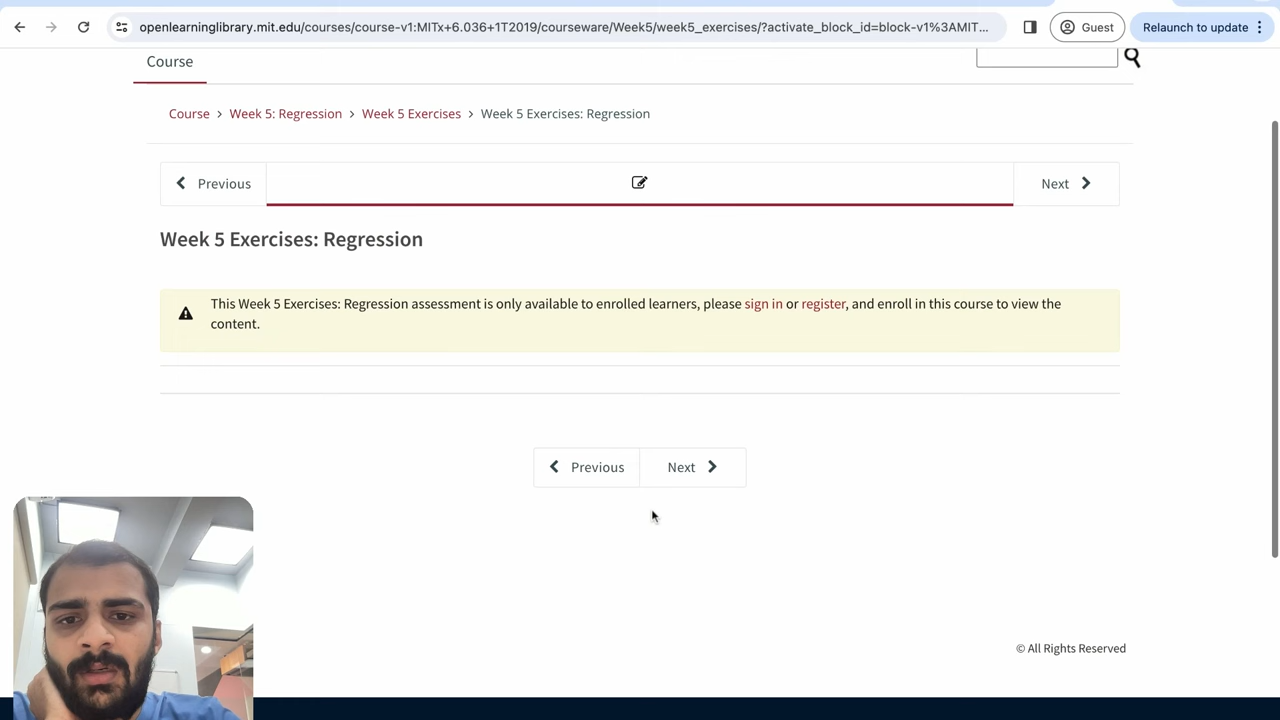 openlearninglibrary.mit.edu/courses/course-v1:MITx+6.036+1T2019/courseware/Week5/week5_exercises/?activate_block_id=block-v1%3AMIT...
Guest
Relaunch to update
Course
Course > Week 5: Regression > Week 5 Exercises > Week 5 Exercises: Regression
Previous
Next
Week 5 Exercises: Regression
This Week 5 Exercises: Regression assessment is only available to enrolled learners, please sign in or register, and enroll in this course to view the
content.
Previous
Next
© All Rights Reserved